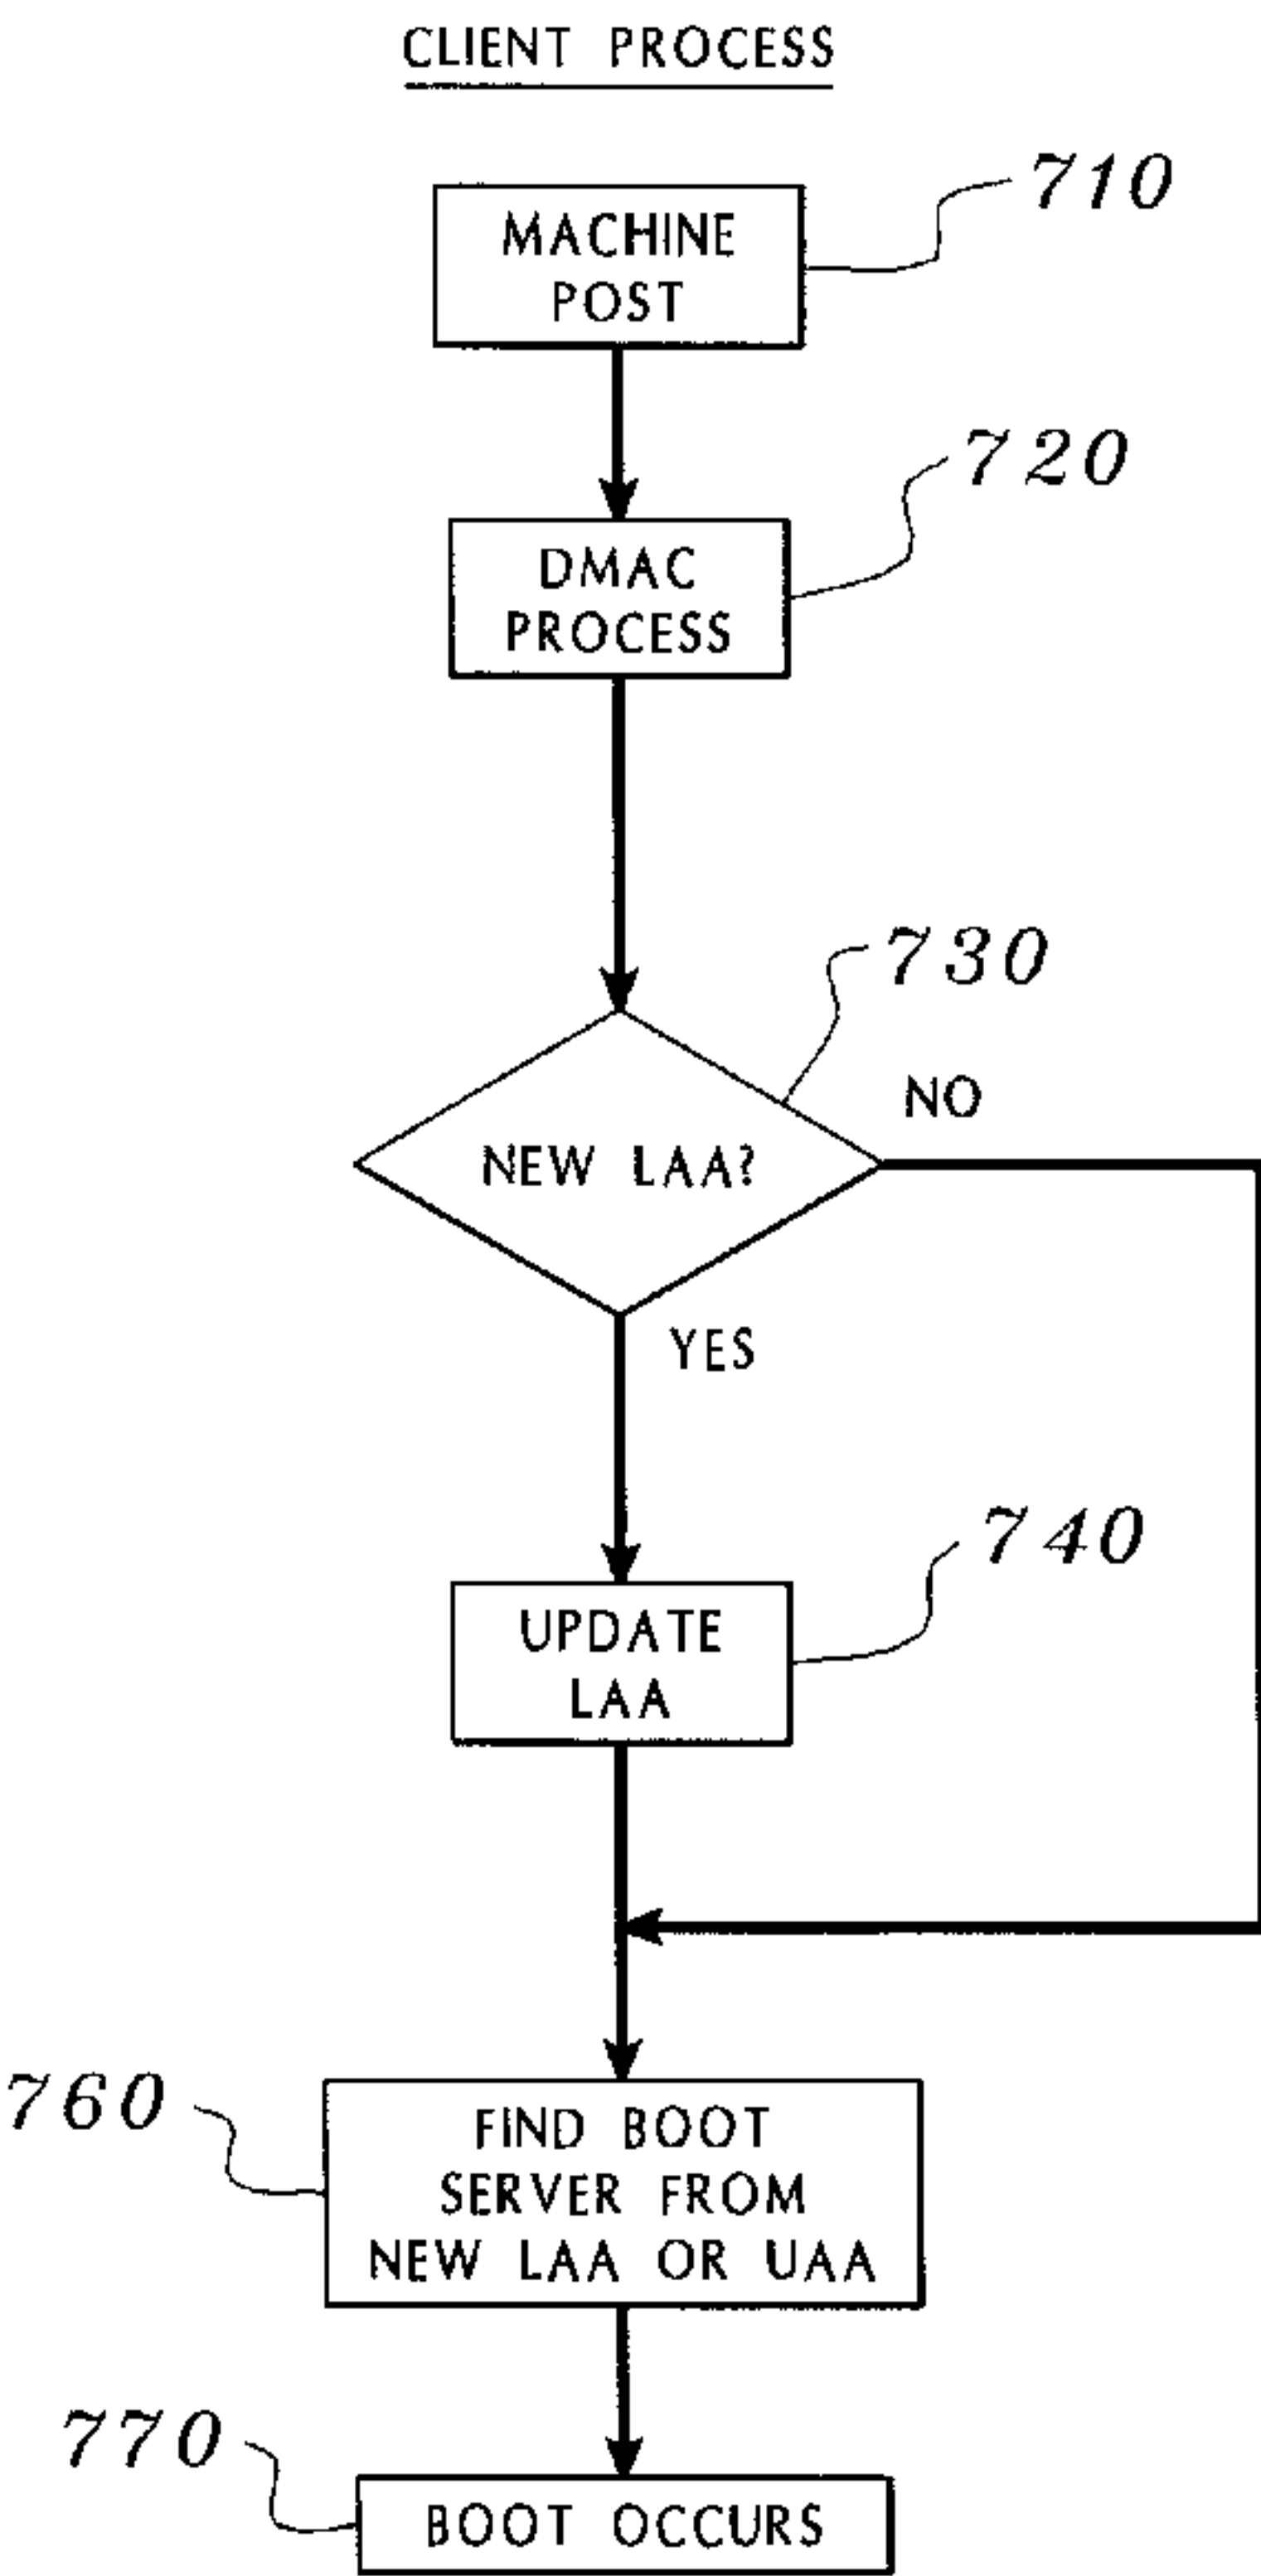 CLIENT PROCESS
710
MACHINE
POST
720
DMAC
PROCESS
730
NO
NEW LAA?
YES
740
UPDATE
LAA
760
FIND BOOT
SERVER FROM
NEW LAA OR UAA
770
BOOT OCCURS